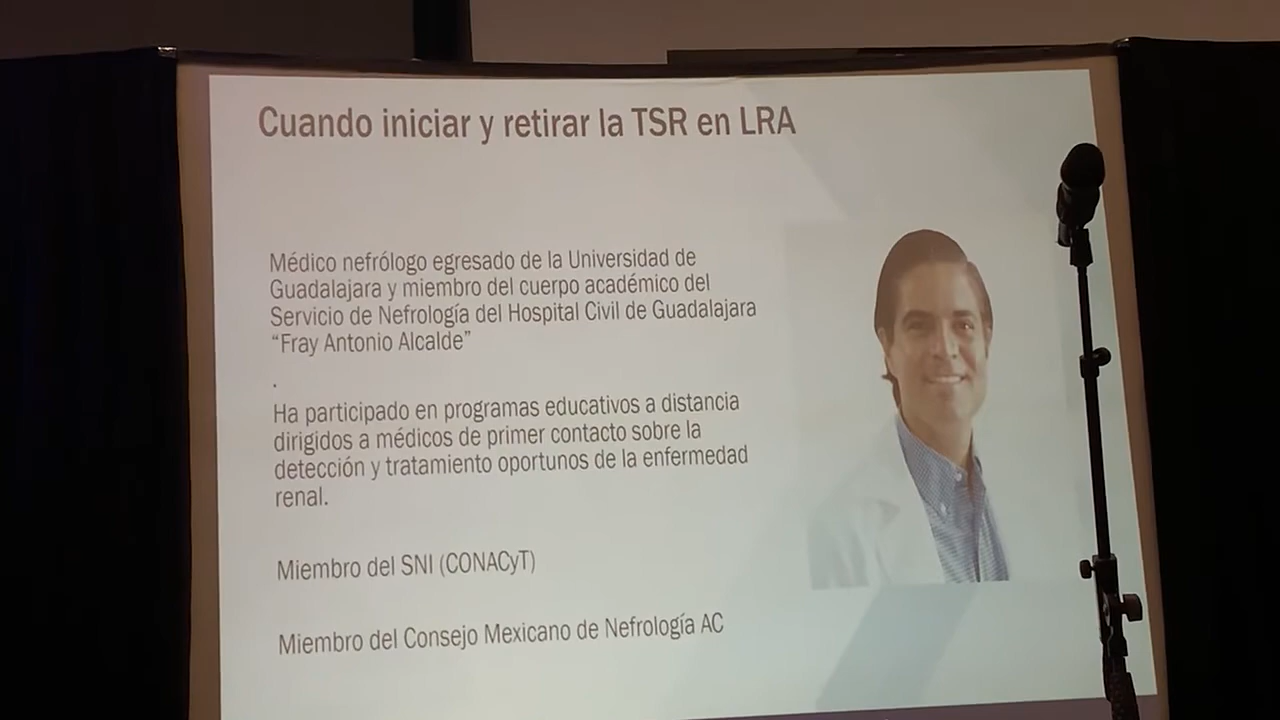 Cuando iniciar y retirar la TSR en LRA
Médico nefrólogo egresado de la Universidad de
Guadalajara y miembro del cuerpo académico del
Servicio de Nefrología del Hospital Civil de Guadalajara
“Fray Antonio Alcalde”
.
Ha participado en programas educativos a distancia
dirigidos a médicos de primer contacto sobre la
detección y tratamiento oportunos de la enfermedad
renal.
Miembro del SNI (CONACyT)
Miembro del Consejo Mexicano de Nefrología AC